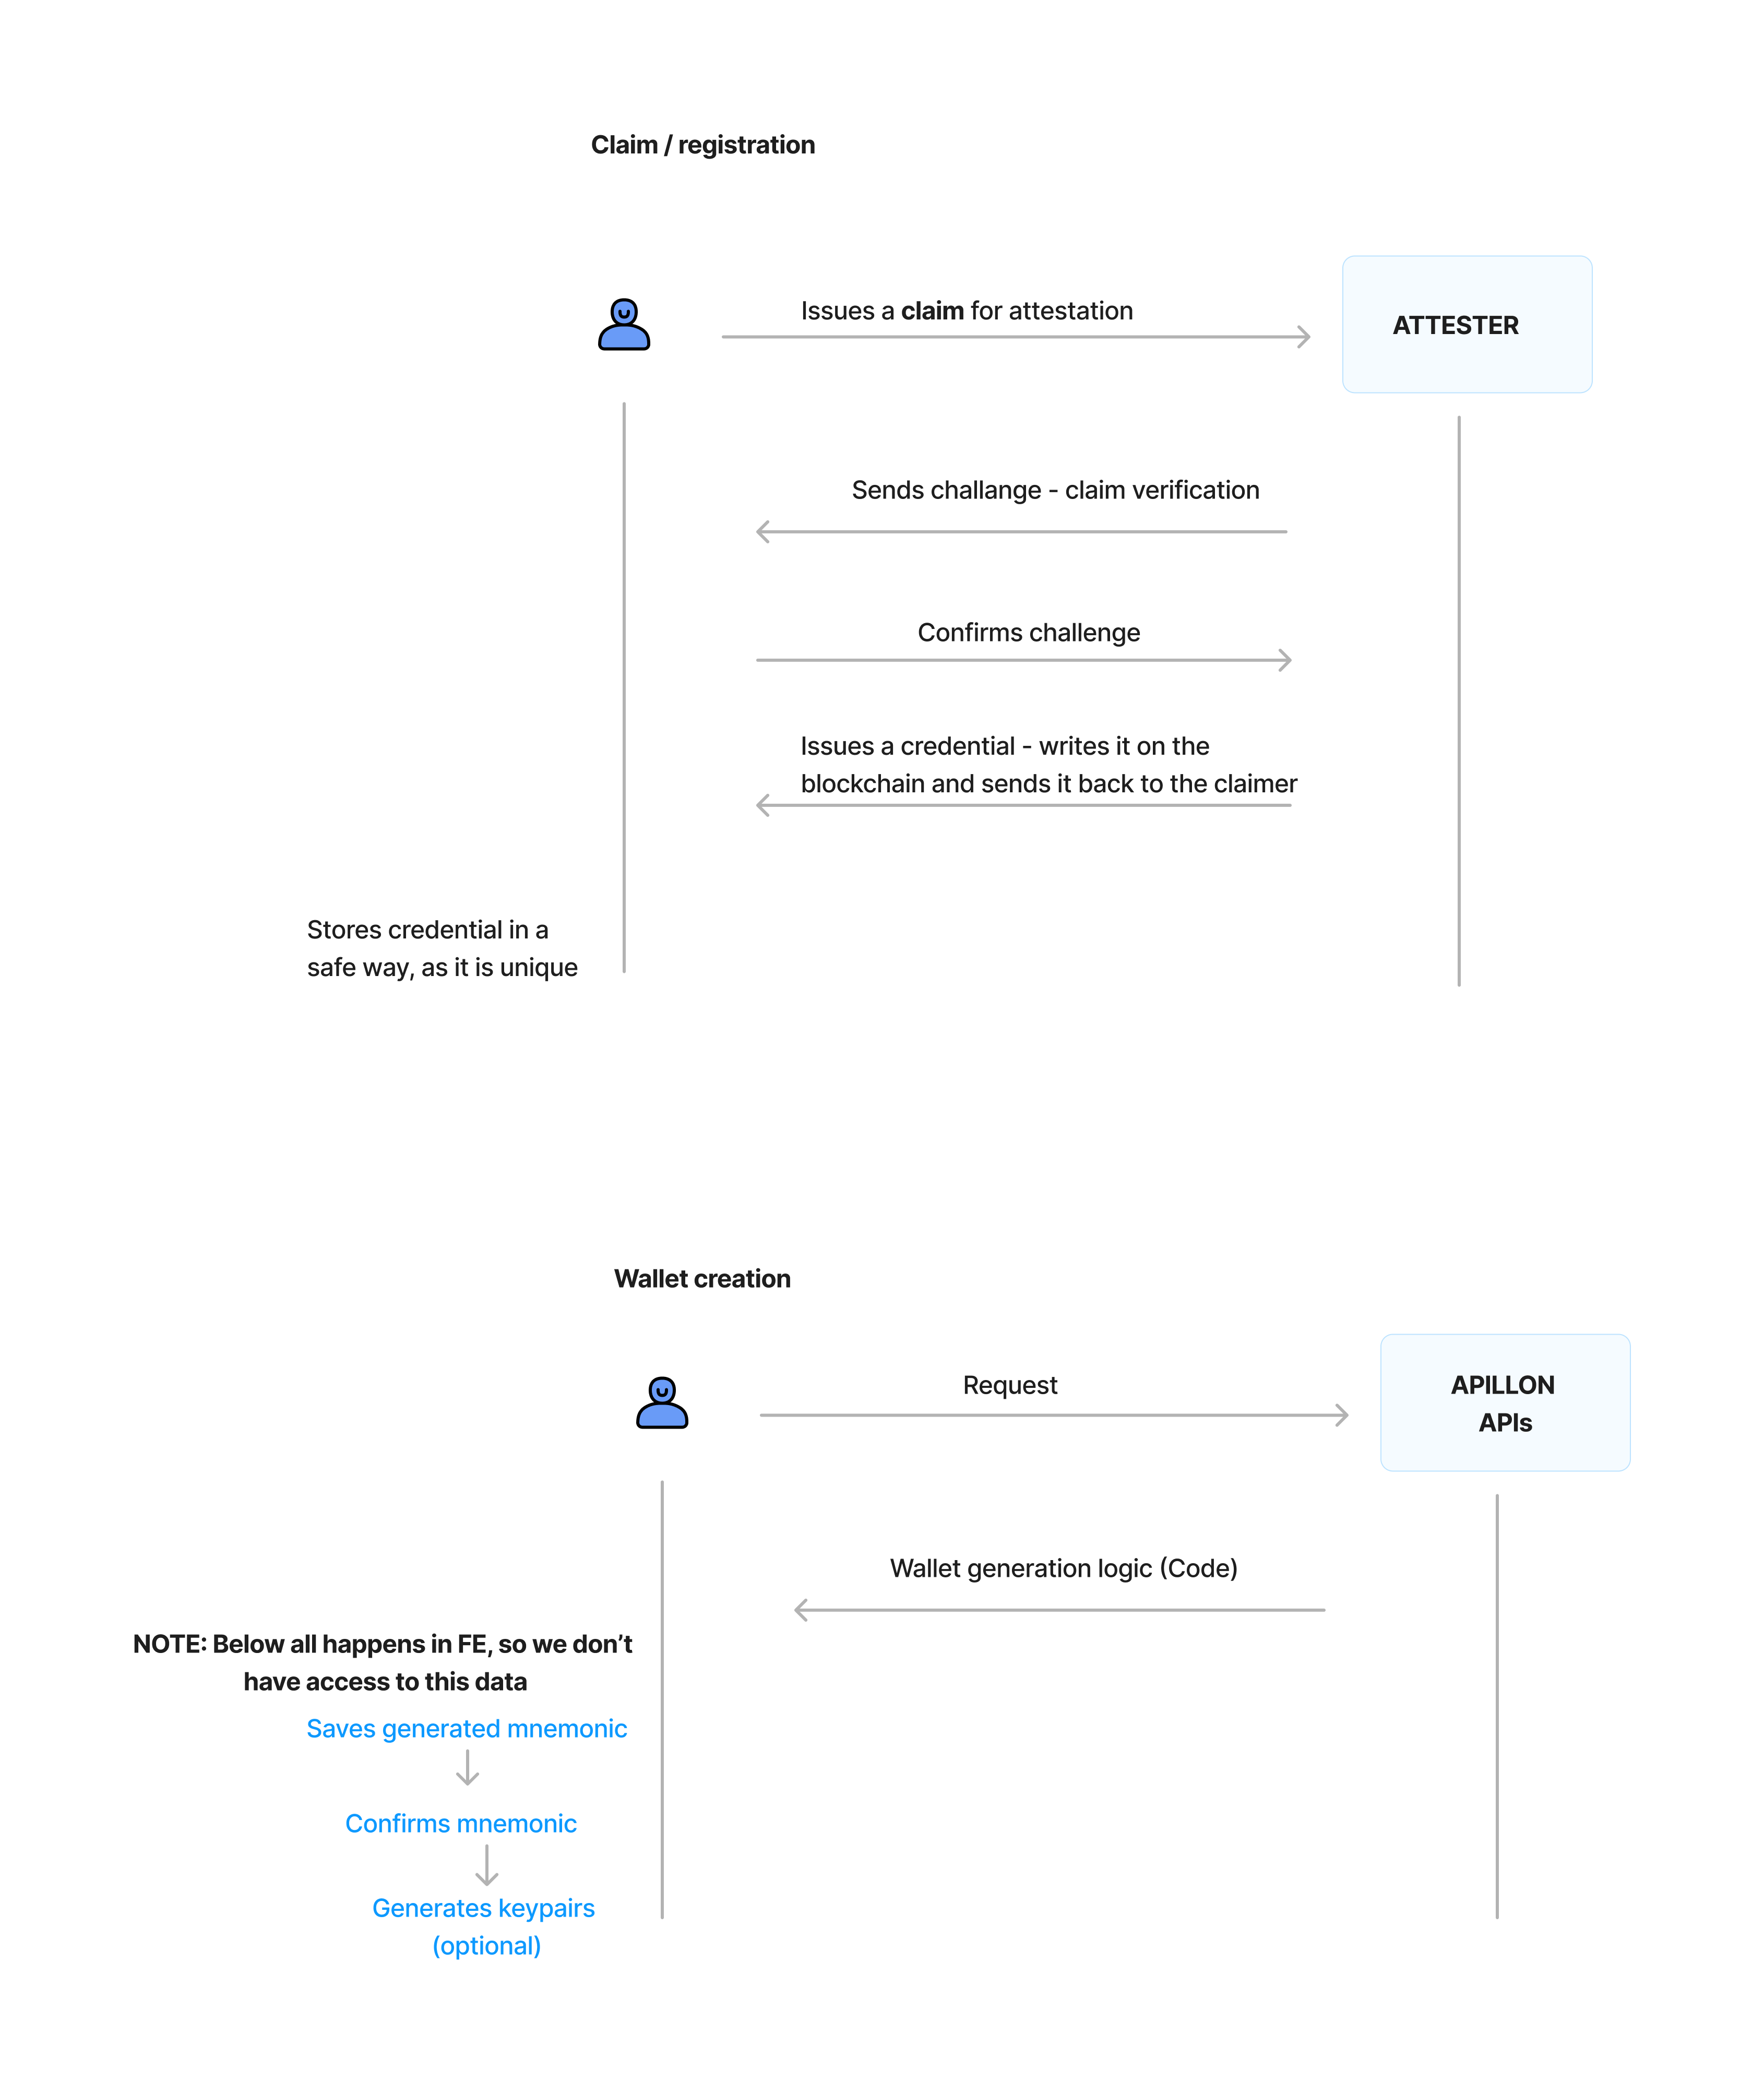 Claim / registration
Issues a claim for attestation
ATTESTER
Sends challange - claim verification
Confirms challenge
Issues a credential - writes it on the
blockchain and sends it back to the claimer
Stores credential in a
safe way, as it is unique
Wallet creation
Request
APILLON
APIs
Wallet generation logic (Code)
NOTE: Below all happens in FE, so we don’t
have access to this data
Saves generated mnemonic
Confirms mnemonic
Generates keypairs
(optional)